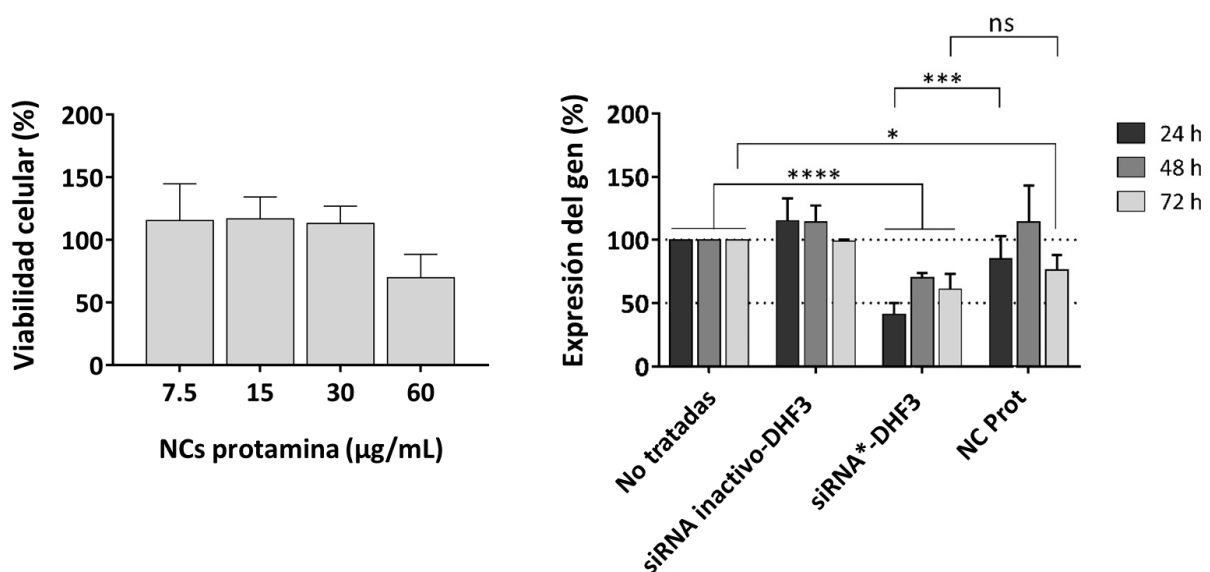 Viabilidad celular (%)
200
150
100
50
0
7.5 15 30 60
NCs protamina (µg/mL)
Expresión del gen (%)
200
150
100
50
0
ns
***
*
****
24 h
48 h
72 h
No tratadas
siRNA inactivo-DHF3
siRNA*-DHF3
NC Prot